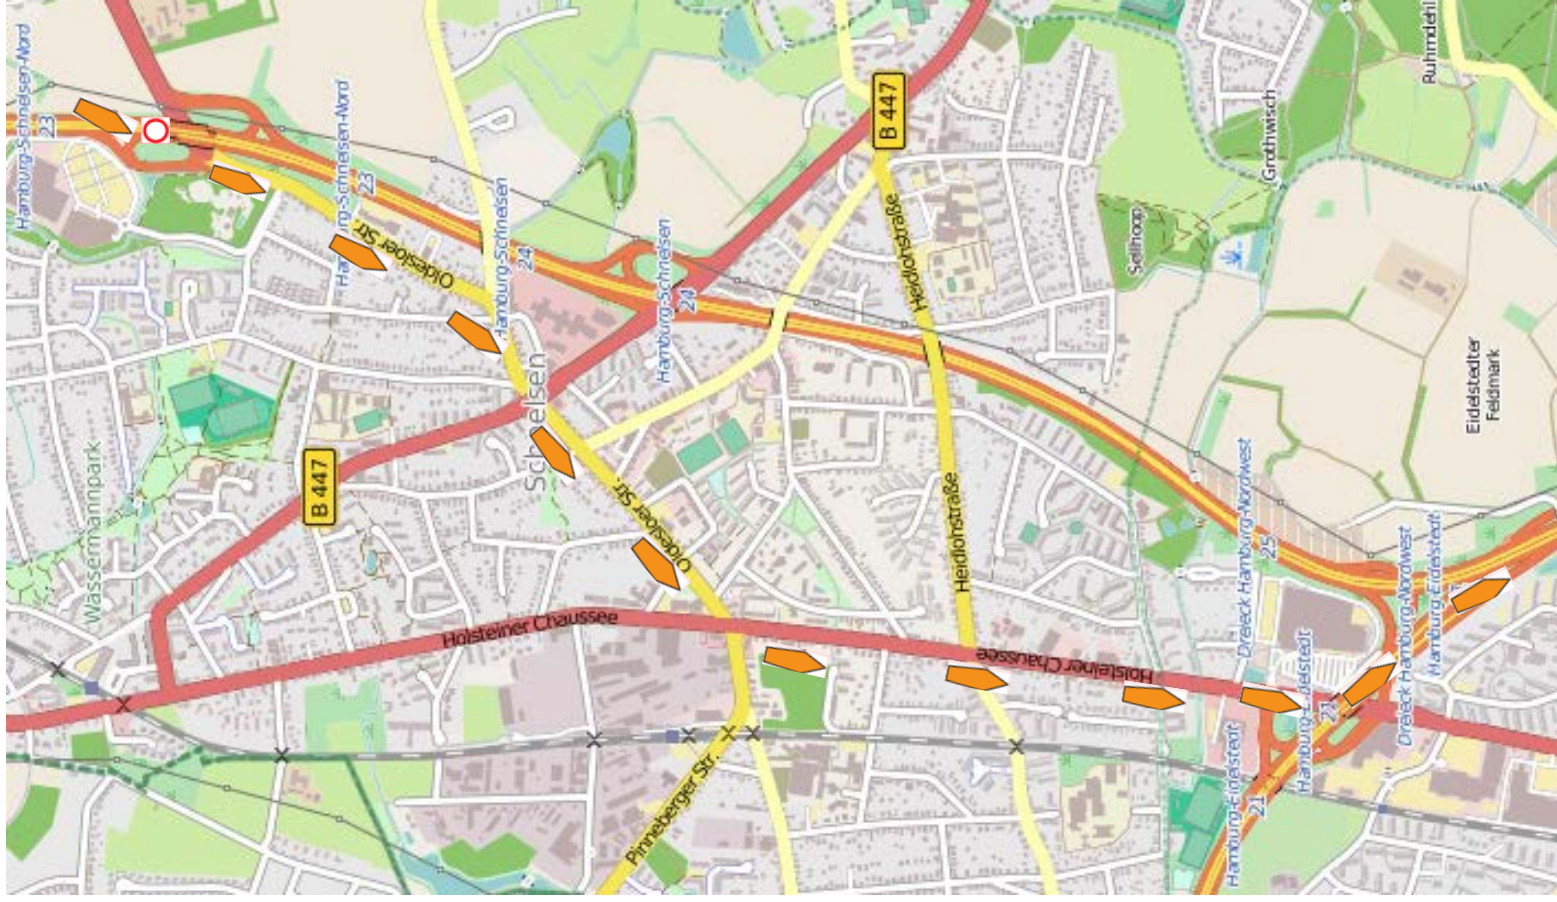 Hamburg-Schnelsen-Nord
23
Ruhmdehl
B 447
Grothwisch
Hamburg-Schnelsen-Nord
23
Oldesloer Str.
Hamburg-Schnelsen
24
Heidlohstraße
Sellhoop
Hamburg-Schnelsen
24
Schnelsen
Eidelstedter
Feldmark
Wassermannpark
B 447
Oldesloer Str.
Heidlohstraße
Dreieck Hamburg-Nordwest
25
Holsteiner Chaussee
Holsteiner Chaussee
Dreieck Hamburg-Nordwest
Hamburg-Eidelstedt
Hamburg-Eidelstedt
21
Pinneberger Str.
Hamburg-Eidelstedt
21